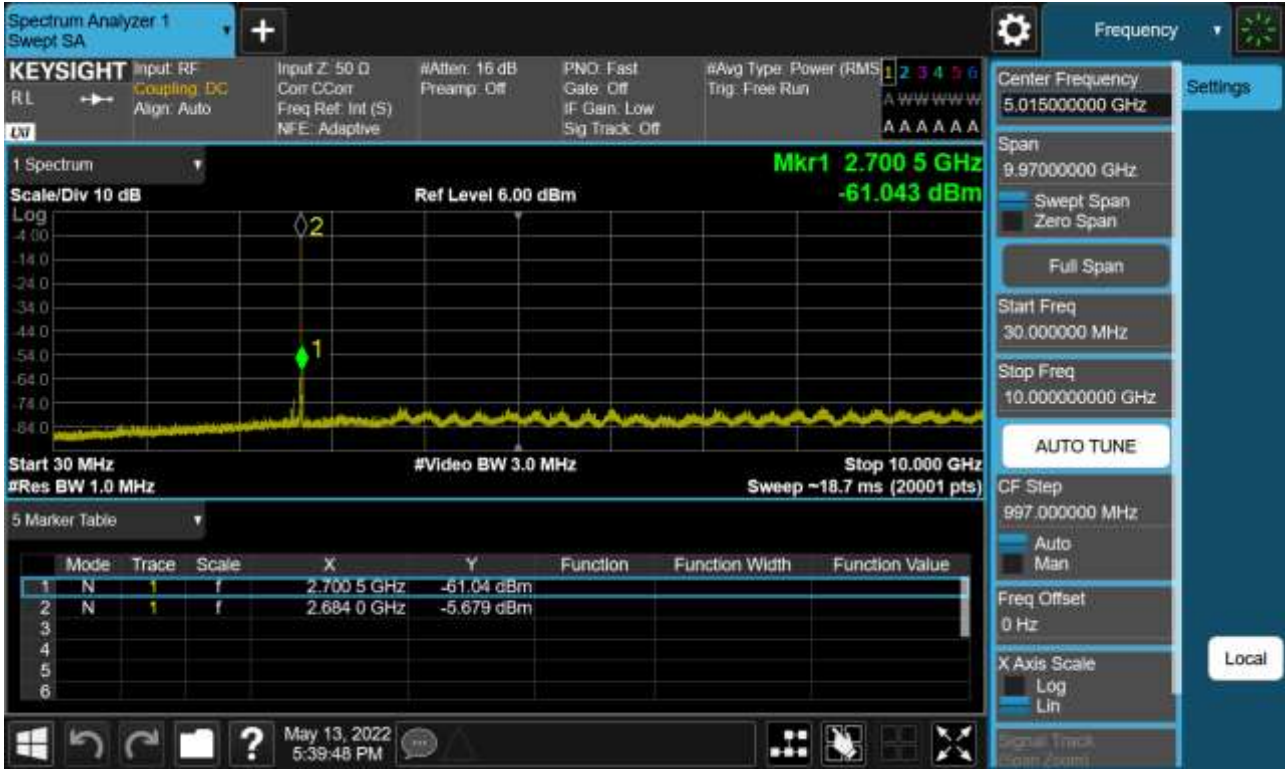 Spectrum Analyzer 1
Swept SA
+
Frequency
KEYSIGHT
RL
LXI
Input: RF
Coupling: DC
Align: Auto
Input Z: 50 Ω
Corr CCorr
Freq Ref: Int (S)
NFE: Adaptive
#Atten: 16 dB
Preamp: Off
PNO: Fast
Gate: Off
IF Gain: Low
Sig Track: Off
#Avg Type: Power (RMS
Trig: Free Run
1 2 3 4 5 6
A W W W W W
A A A A A A
1 Spectrum
Mkr1 2.700 5 GHz
-61.043 dBm
Scale/Div 10 dB
Ref Level 6.00 dBm
Log
-4.00
-14.0
-24.0
-34.0
-44.0
-54.0
-64.0
-74.0
-84.0
2
1
Start 30 MHz
#Video BW 3.0 MHz
Stop 10.000 GHz
#Res BW 1.0 MHz
Sweep ~18.7 ms (20001 pts)
5 Marker Table
Mode Trace Scale X Y Function Function Width Function Value
1 N 1 f 2.700 5 GHz -61.04 dBm
2 N 1 f 2.684 0 GHz -5.679 dBm
3
4
5
6
?
May 13, 2022
5:39:48 PM
Center Frequency
5.015000000 GHz
Span
9.97000000 GHz
Swept Span
Zero Span
Full Span
Start Freq
30.000000 MHz
Stop Freq
10.000000000 GHz
AUTO TUNE
CF Step
997.000000 MHz
Auto
Man
Freq Offset
0 Hz
X Axis Scale
Log
Lin
Signal Track
(Span Zoom)
Settings
Local